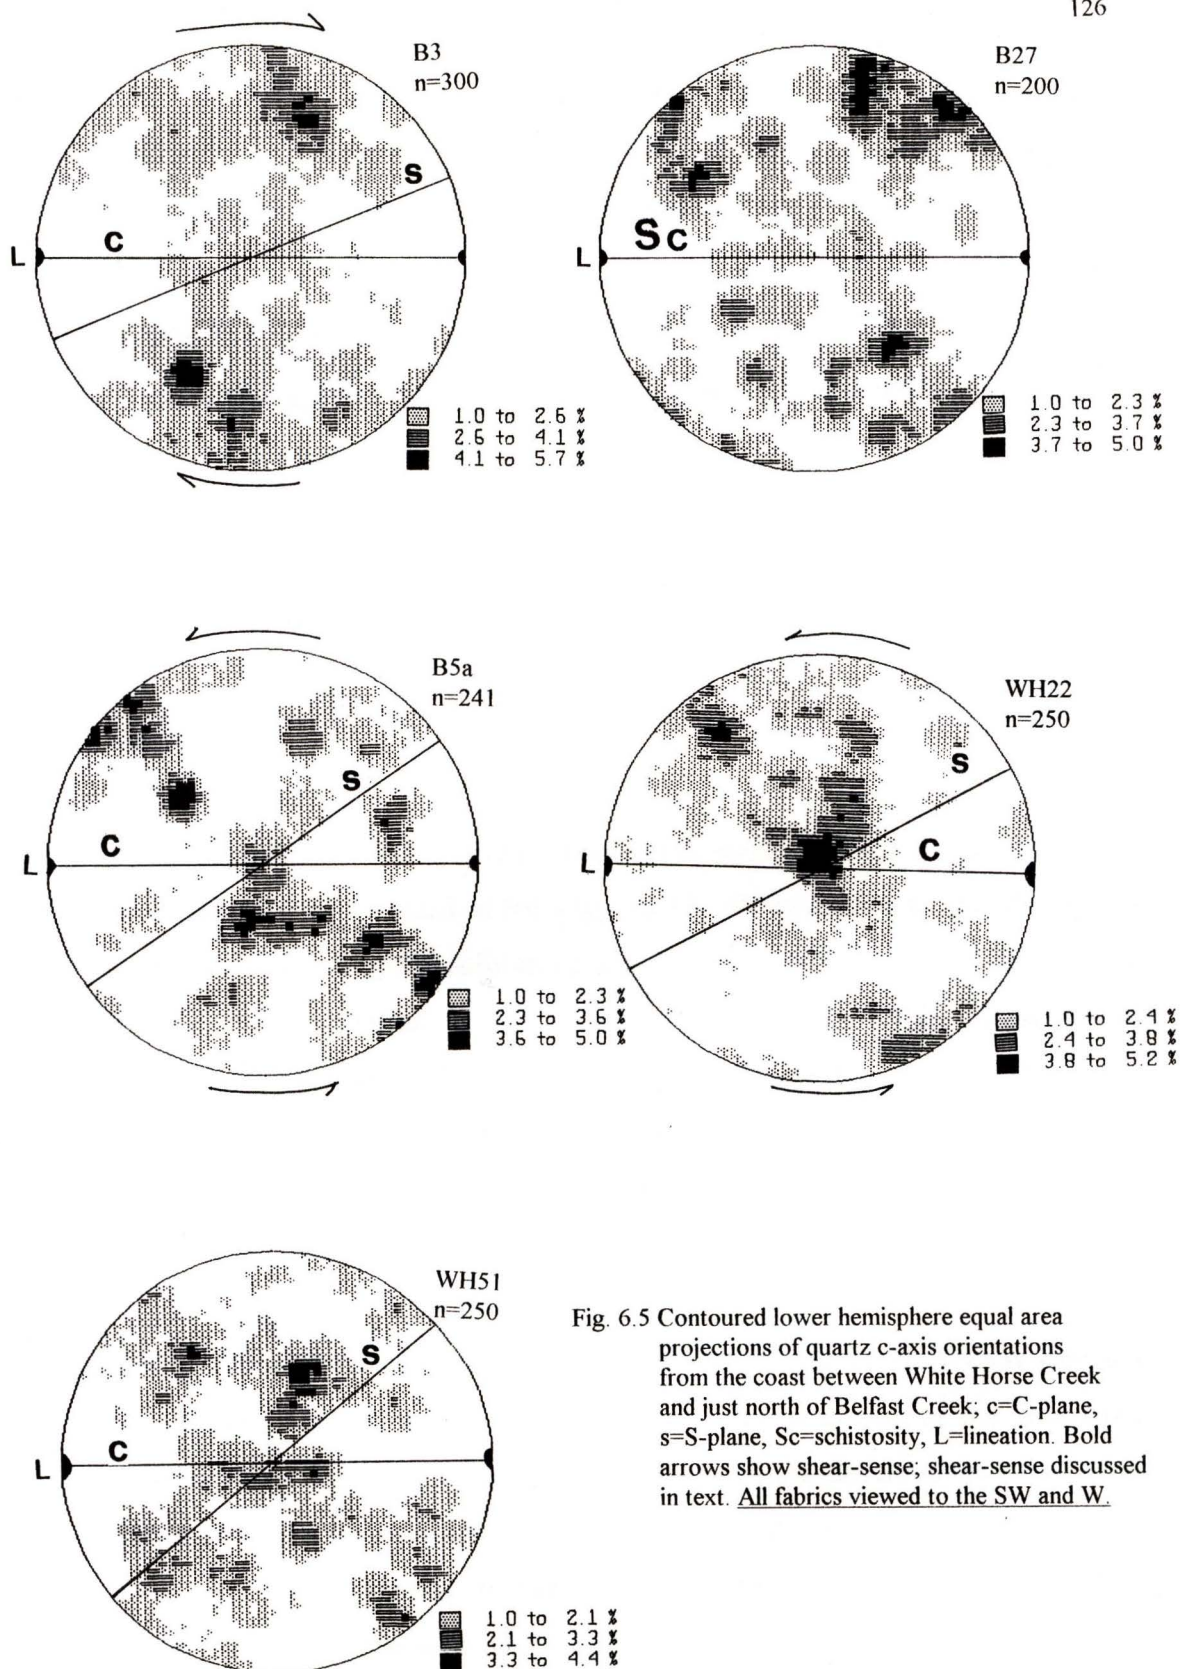 126
B3
n=300
S
C
L
1.0 to 2.6 %
2.6 to 4.1 %
4.1 to 5.7 %
B27
n=200
Sc
L
1.0 to 2.3 %
2.3 to 3.7 %
3.7 to 5.0 %
B5a
n=241
S
C
L
1.0 to 2.3 %
2.3 to 3.6 %
3.6 to 5.0 %
WH22
n=250
S
C
L
1.0 to 2.4 %
2.4 to 3.8 %
3.8 to 5.2 %
WH51
n=250
S
C
L
1.0 to 2.1 %
2.1 to 3.3 %
3.3 to 4.4 %
Fig. 6.5 Contoured lower hemisphere equal area
projections of quartz c-axis orientations
from the coast between White Horse Creek
and just north of Belfast Creek; c=C-plane,
s=S-plane, Sc=schistosity, L=lineation. Bold
arrows show shear-sense; shear-sense discussed
in text. All fabrics viewed to the SW and W.